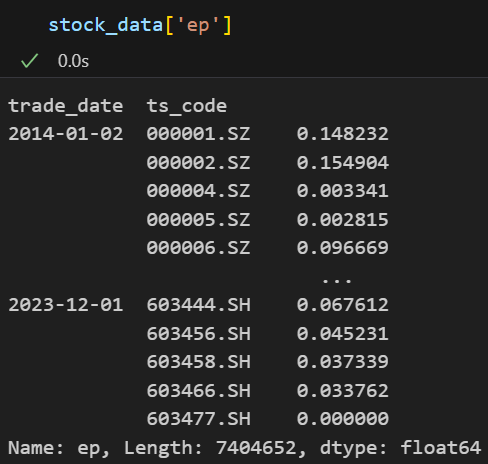 stock_data['ep']
0.0s
trade_date  ts_code
2014-01-02  000001.SZ    0.148232
            000002.SZ    0.154904
            000004.SZ    0.003341
            000005.SZ    0.002815
            000006.SZ    0.096669
                           ...
2023-12-01  603444.SH    0.067612
            603456.SH    0.045231
            603458.SH    0.037339
            603466.SH    0.033762
            603477.SH    0.000000
Name: ep, Length: 7404652, dtype: float64